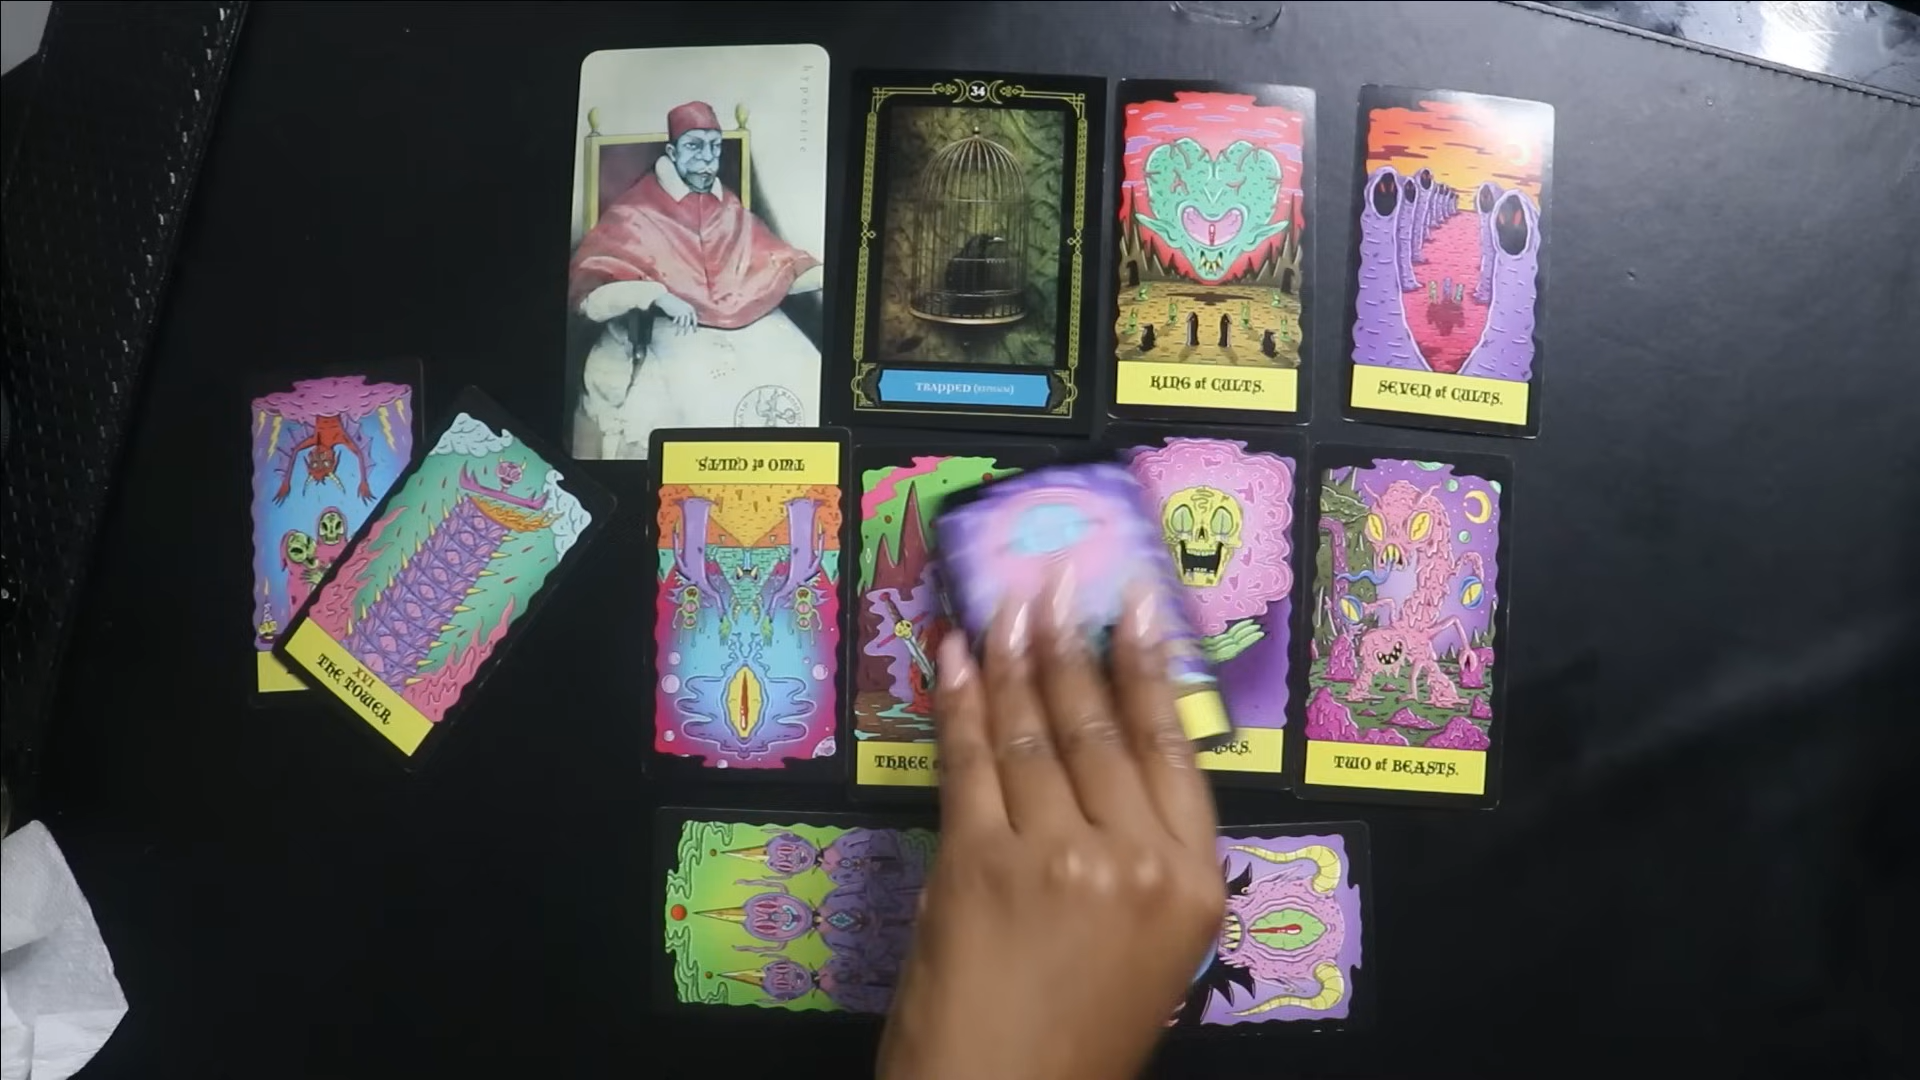 hypocrite
34
TRAPPED
KING of CULTS.
SEVEN of CULTS.
TWO of CULTS.
XVI
THE TOWER
THREE
TWO of BEASTS.